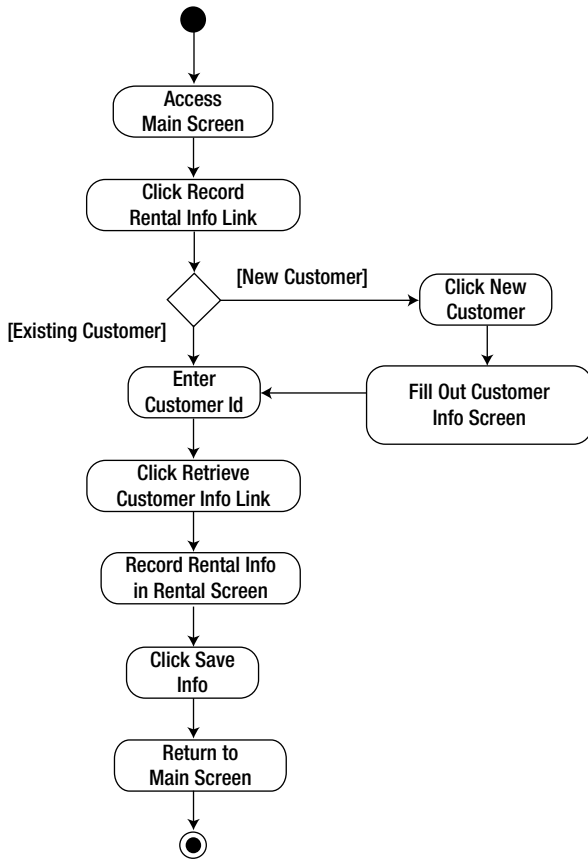 Access
Main Screen
Click Record
Rental Info Link
[New Customer]
Click New
Customer
[Existing Customer]
Enter
Customer Id
Fill Out Customer
Info Screen
Click Retrieve
Customer Info Link
Record Rental Info
in Rental Screen
Click Save
Info
Return to
Main Screen